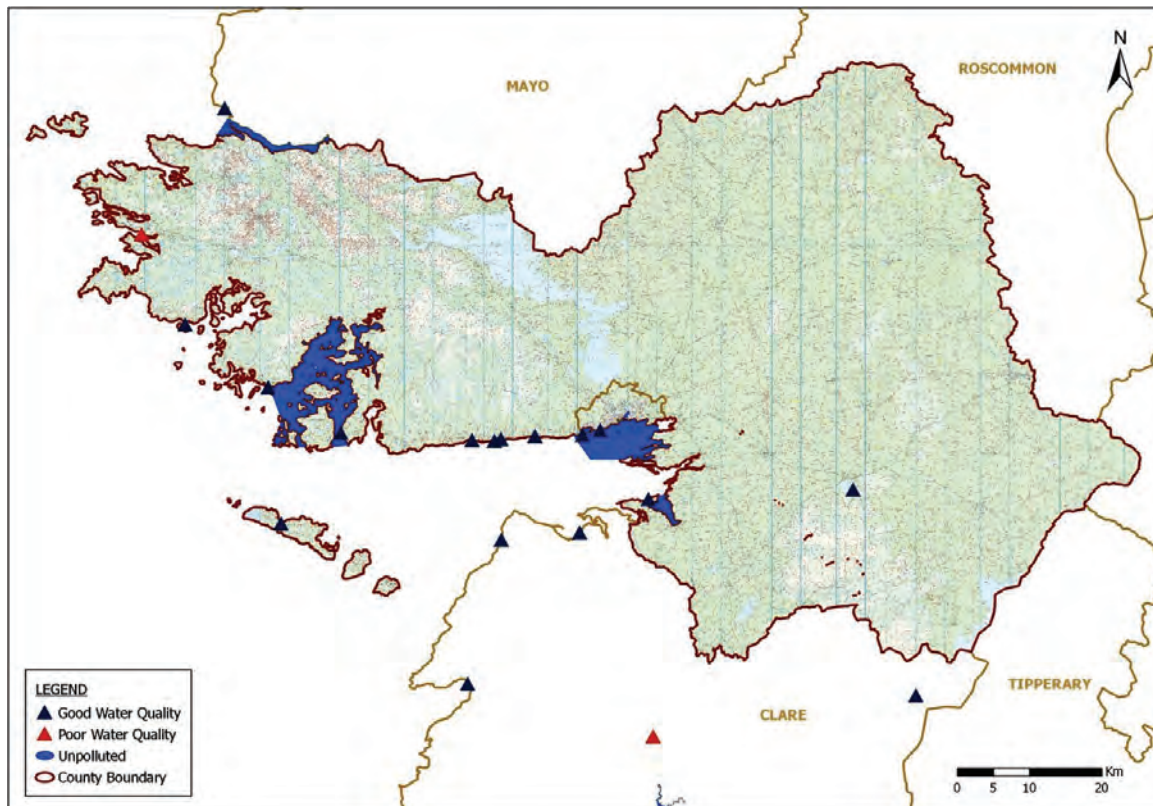 N
MAYO
ROSCOMMON
LEGEND
Good Water Quality
Poor Water Quality
Unpolluted
County Boundary
CLARE
TIPPERARY
Km
0 5 10 20